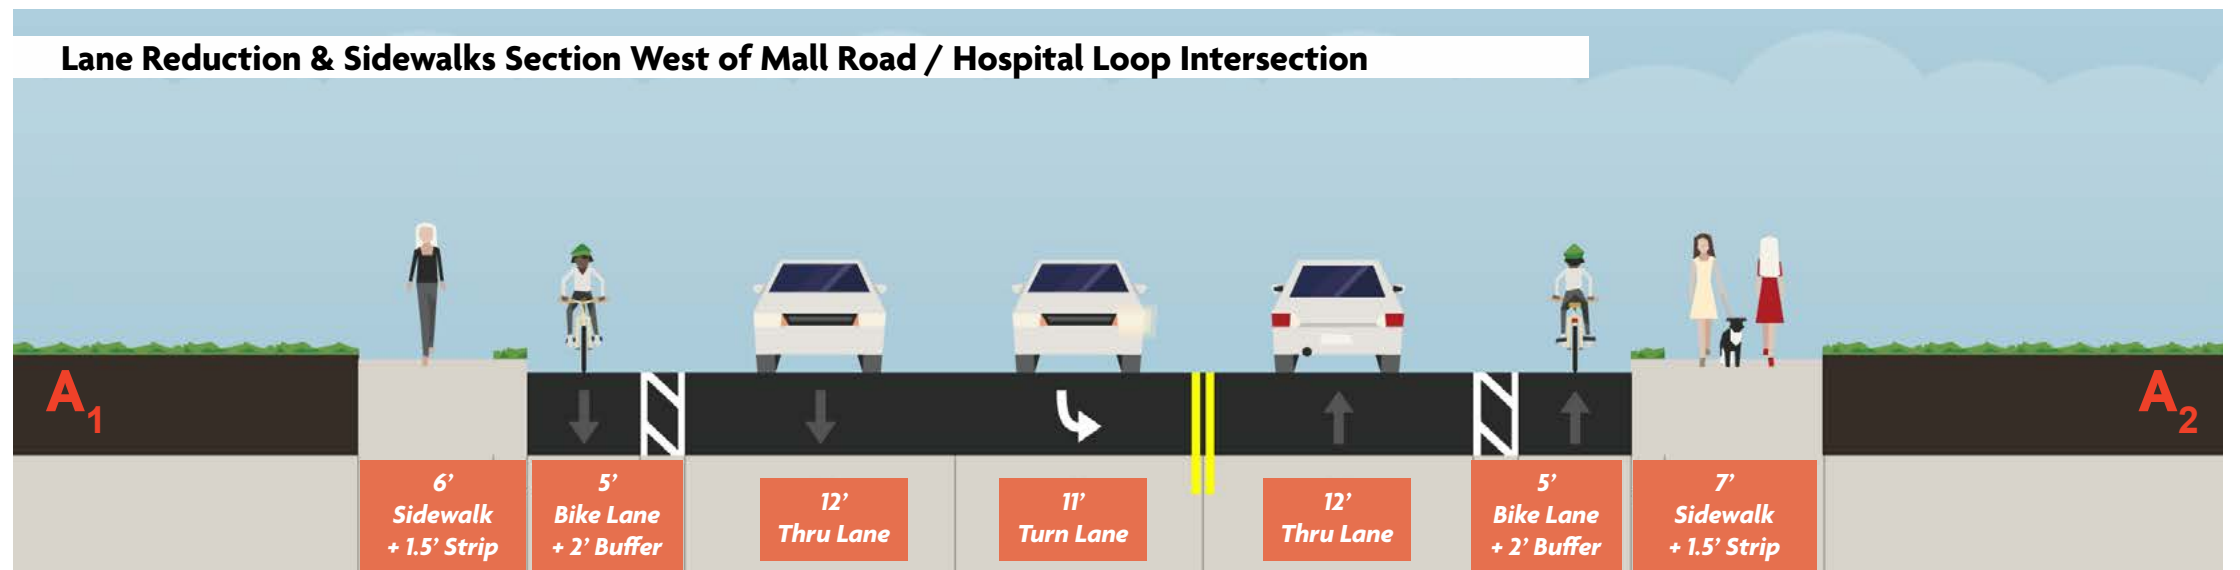 Lane Reduction & Sidewalks Section West of Mall Road / Hospital Loop Intersection
A1
A2
6’
Sidewalk
+ 1.5’ Strip
5’
Bike Lane
+ 2’ Buffer
12’
Thru Lane
11’
Turn Lane
12’
Thru Lane
5’
Bike Lane
+ 2’ Buffer
7’
Sidewalk
+ 1.5’ Strip